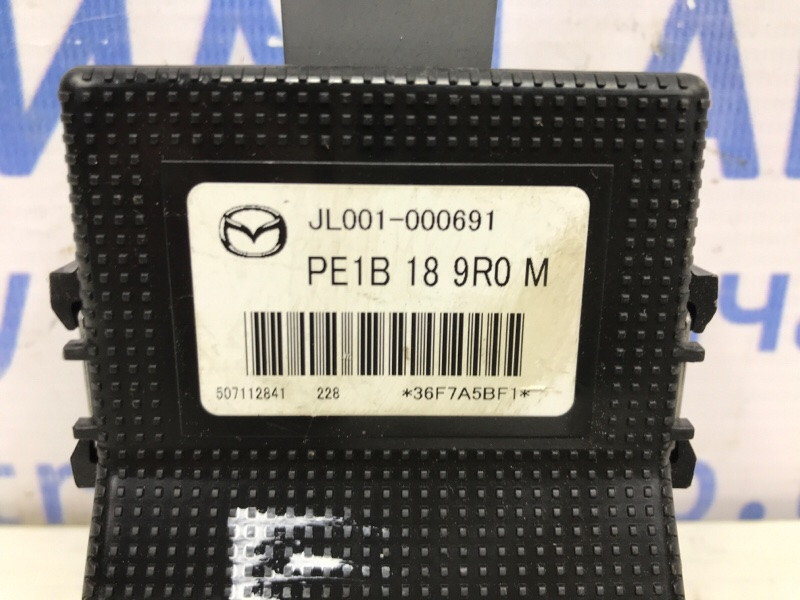 JL001-000691
PE1B 18 9R0 M
507112841 228 *36F7A5BF1*